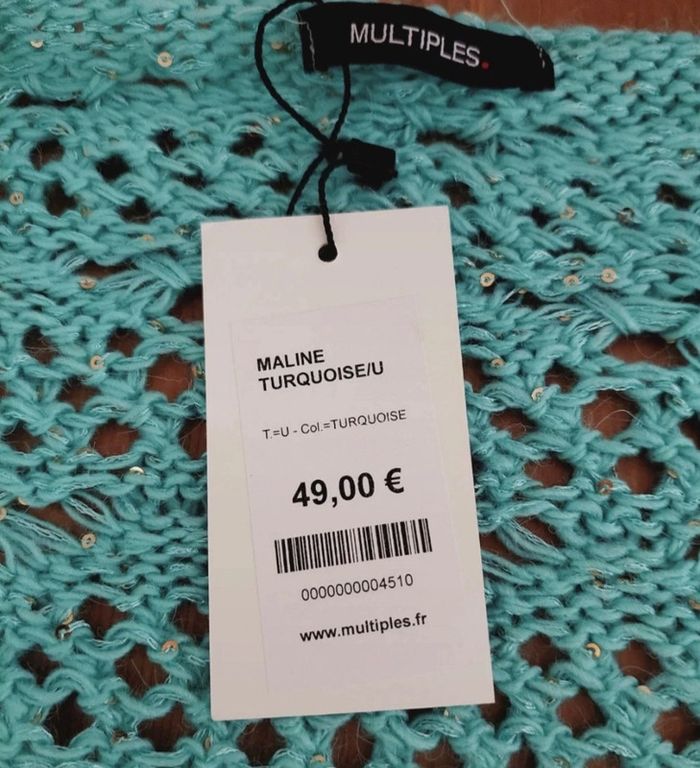 MULTIPLES.
MALINE
TURQUOISE/U
T.=U - Col.=TURQUOISE
49,00 €
0000000004510
www.multiples.fr